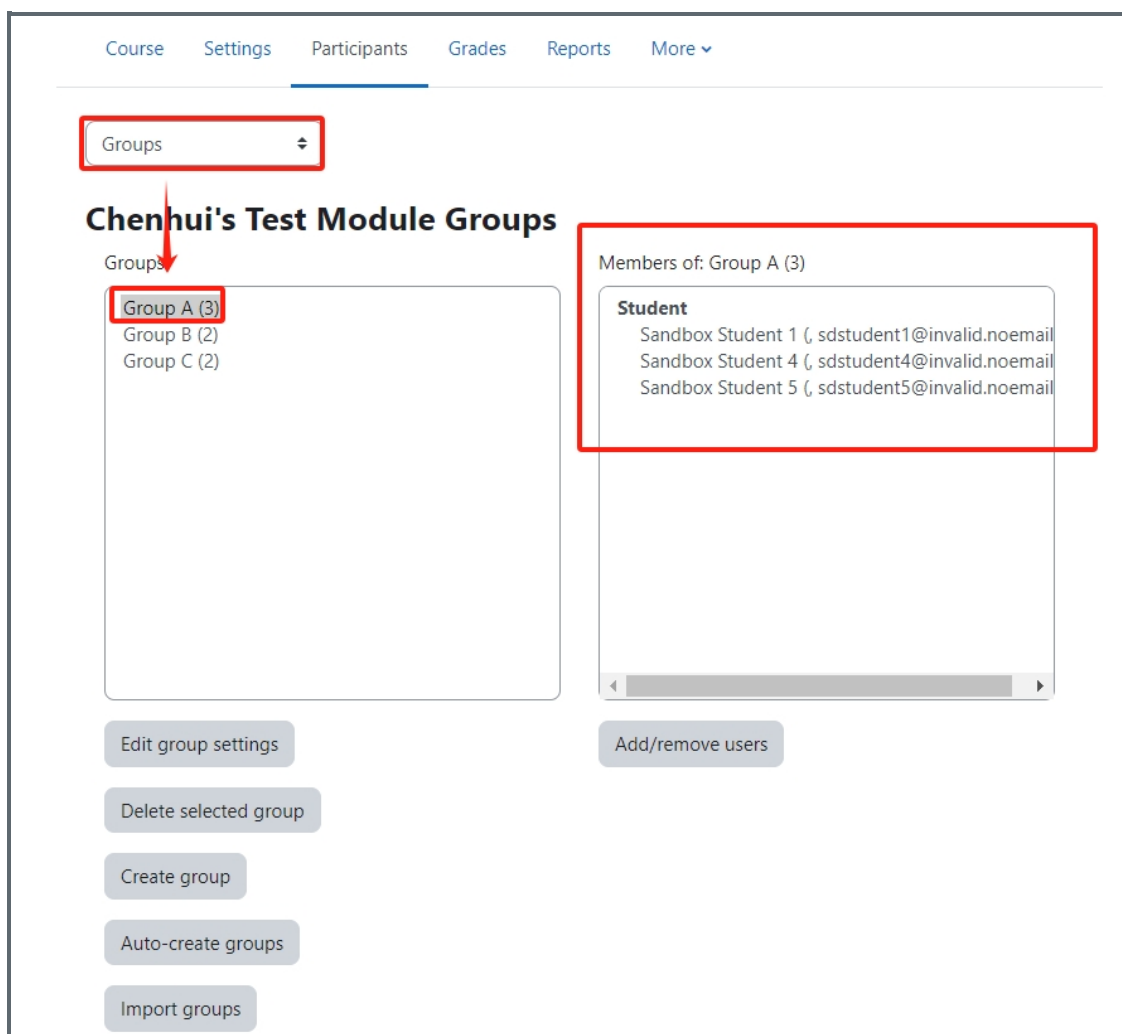 Course Settings Participants Grades Reports More
Groups
Chenhui's Test Module Groups
Groups
Group A (3)
Group B (2)
Group C (2)
Members of: Group A (3)
Student
Sandbox Student 1 (, sdstudent1@invalid.noemail
Sandbox Student 4 (, sdstudent4@invalid.noemail
Sandbox Student 5 (, sdstudent5@invalid.noemail
Edit group settings
Add/remove users
Delete selected group
Create group
Auto-create groups
Import groups